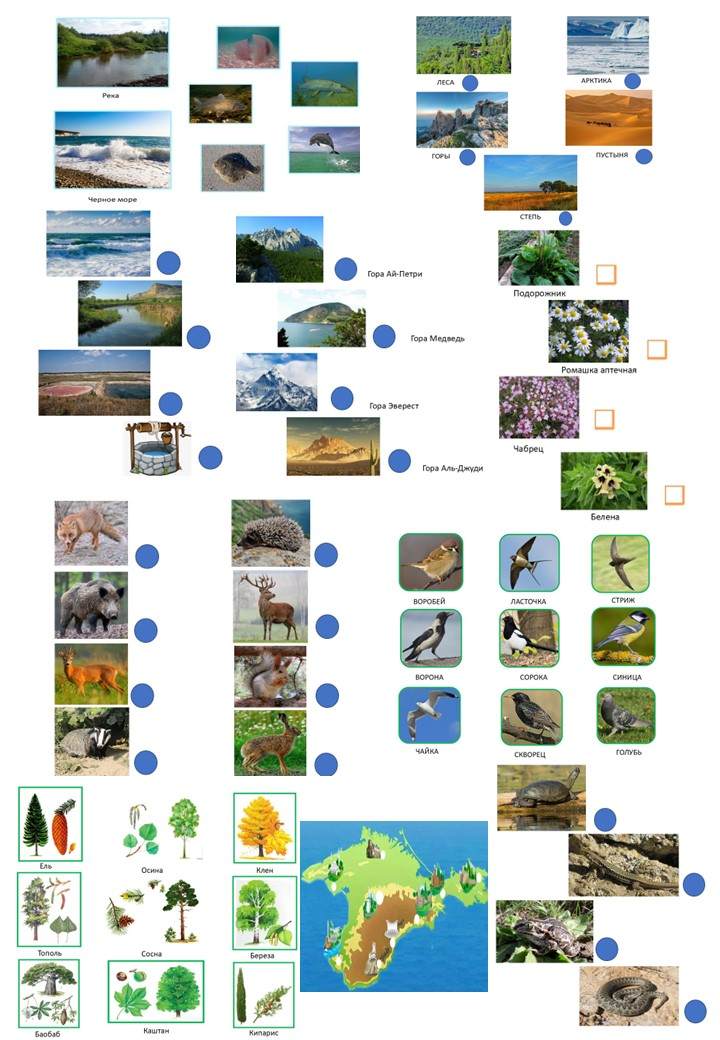 Река
Черное море
ЛЕСА
АРКТИКА
ГОРЫ
ПУСТЫНЯ
СТЕПЬ
Гора Ай-Петри
Гора Медведь
Гора Эверест
Гора Аль-Джуди
Подорожник
Ромашка аптечная
Чабрец
Белена
ВОРОБЕЙ
ЛАСТОЧКА
СТРИЖ
ВОРОНА
СОРОКА
СИНИЦА
ЧАЙКА
СКВОРЕЦ
ГОЛУБЬ
Ель
Осина
Клен
Тополь
Сосна
Береза
Баобаб
Каштан
Кипарис